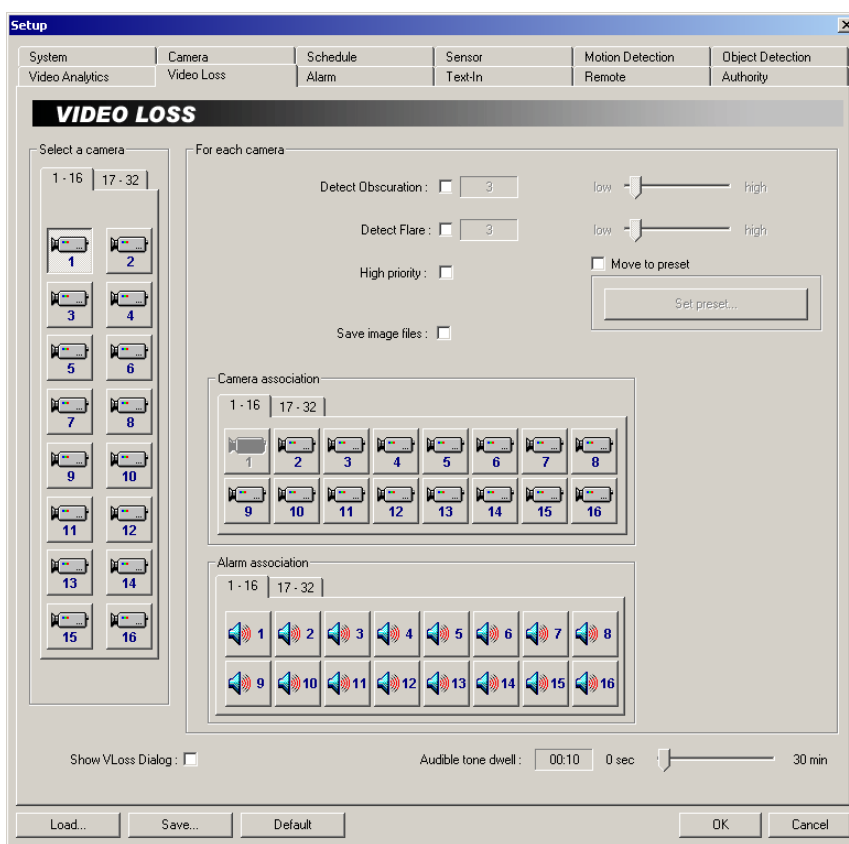 Setup
System Camera Schedule Sensor Motion Detection Object Detection
Video Analytics Video Loss Alarm Text-In Remote Authority
VIDEO LOSS
Select a camera
1 - 16 17 - 32
1 2
3 4
5 6
7 8
9 10
11 12
13 14
15 16
For each camera
Detect Obscuration : 3 low high
Detect Flare : 3 low high
High priority : Move to preset
Set preset...
Save image files :
Camera association
1 - 16 17 - 32
1 2 3 4 5 6 7 8
9 10 11 12 13 14 15 16
Alarm association
1 - 16 17 - 32
1 2 3 4 5 6 7 8
9 10 11 12 13 14 15 16
Show VLoss Dialog : Audible tone dwell : 00:10 0 sec 30 min
Load... Save... Default OK Cancel